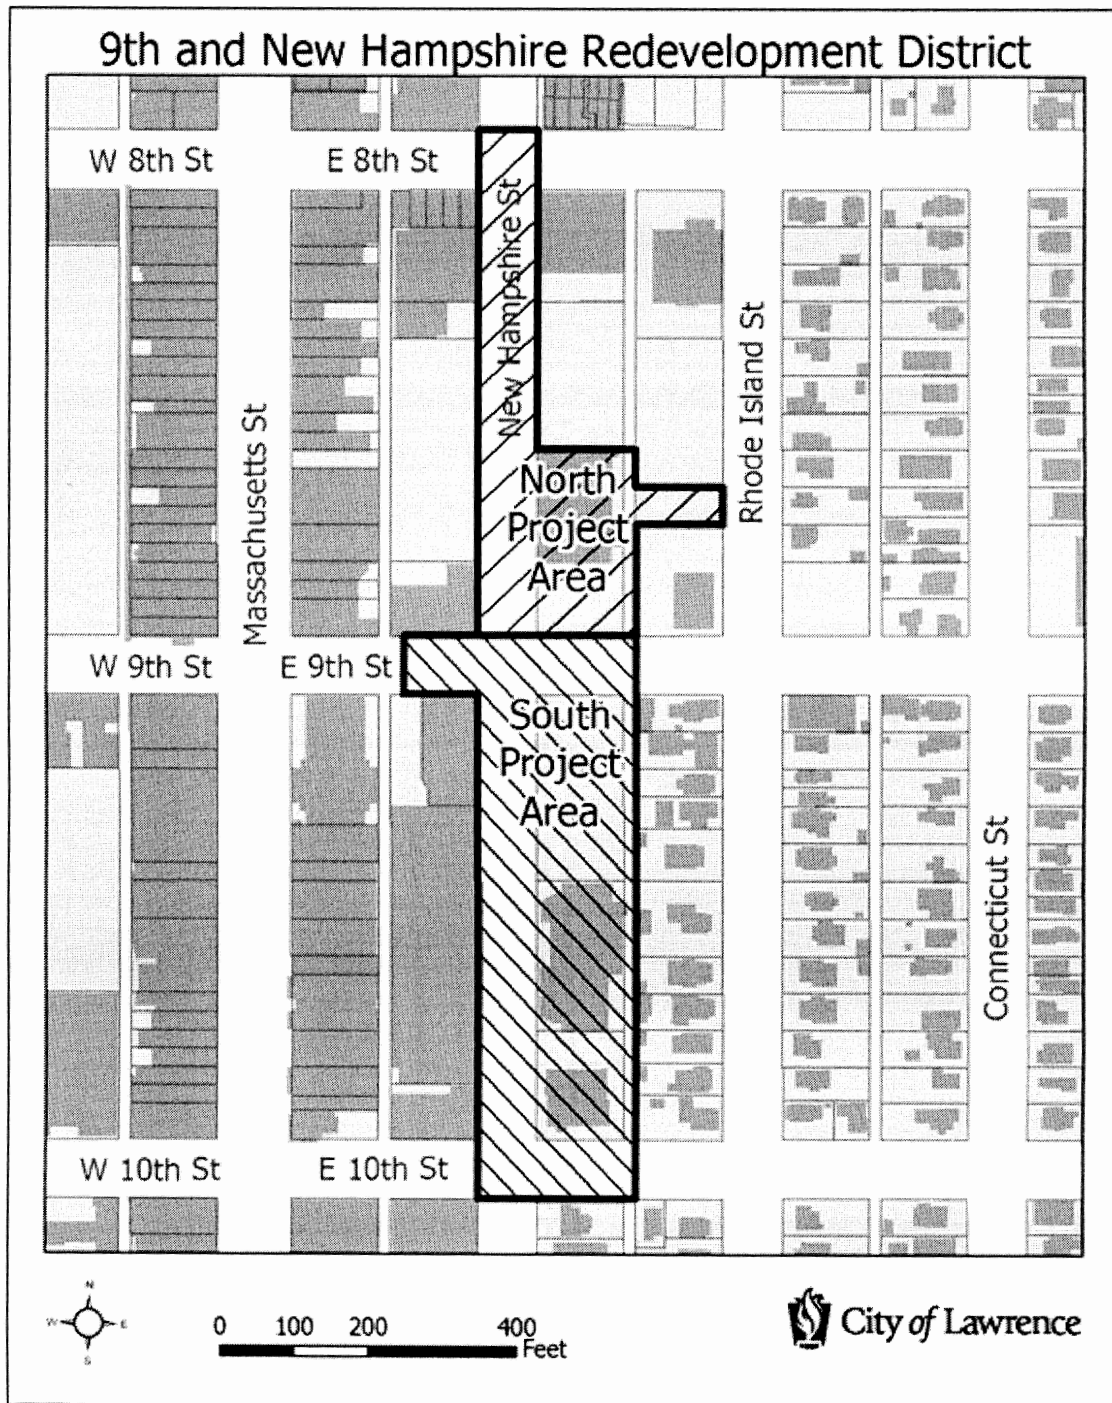 9th and New Hampshire Redevelopment District
W 8th St
E 8th St
New Hampshire St
Massachusetts St
Rhode Island St
North
Project
Area
W 9th St
E 9th St
South
Project
Area
Connecticut St
W 10th St
E 10th St
N
W
E
S
0 100 200 400
Feet
City of Lawrence